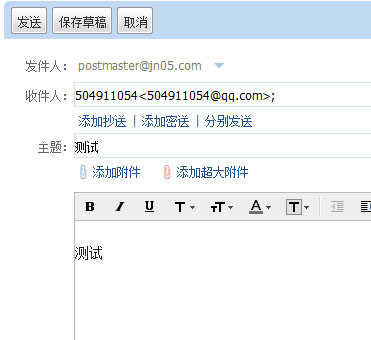 发送 保存草稿 取消
发件人： postmaster@jn05.com
收件人： 504911054<504911054@qq.com>;
添加抄送 | 添加密送 | 分别发送
主题： 测试
添加附件 添加超大附件
B I U T тT A T
测试